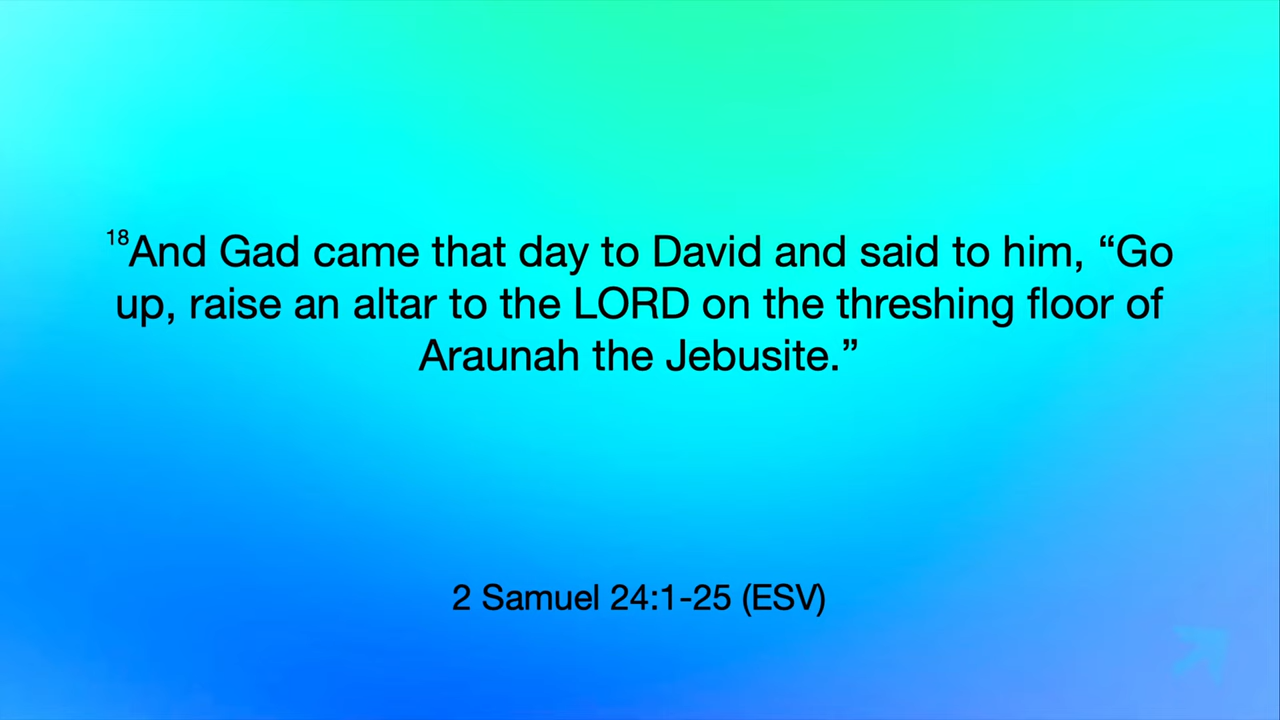 18And Gad came that day to David and said to him, “Go
up, raise an altar to the LORD on the threshing floor of
Araunah the Jebusite.”
2 Samuel 24:1-25 (ESV)